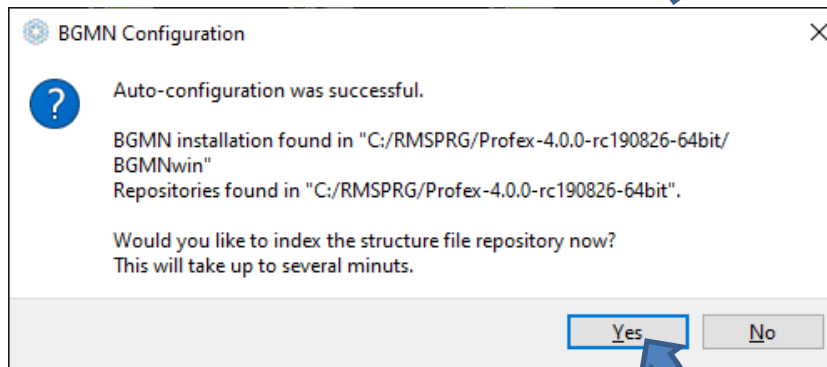 BGMN Configuration
Auto-configuration was successful.
BGMN installation found in "C:/RMSPRG/Profex-4.0.0-rc190826-64bit/
BGMNwin"
Repositories found in "C:/RMSPRG/Profex-4.0.0-rc190826-64bit".
Would you like to index the structure file repository now?
This will take up to several minuts.
Yes No